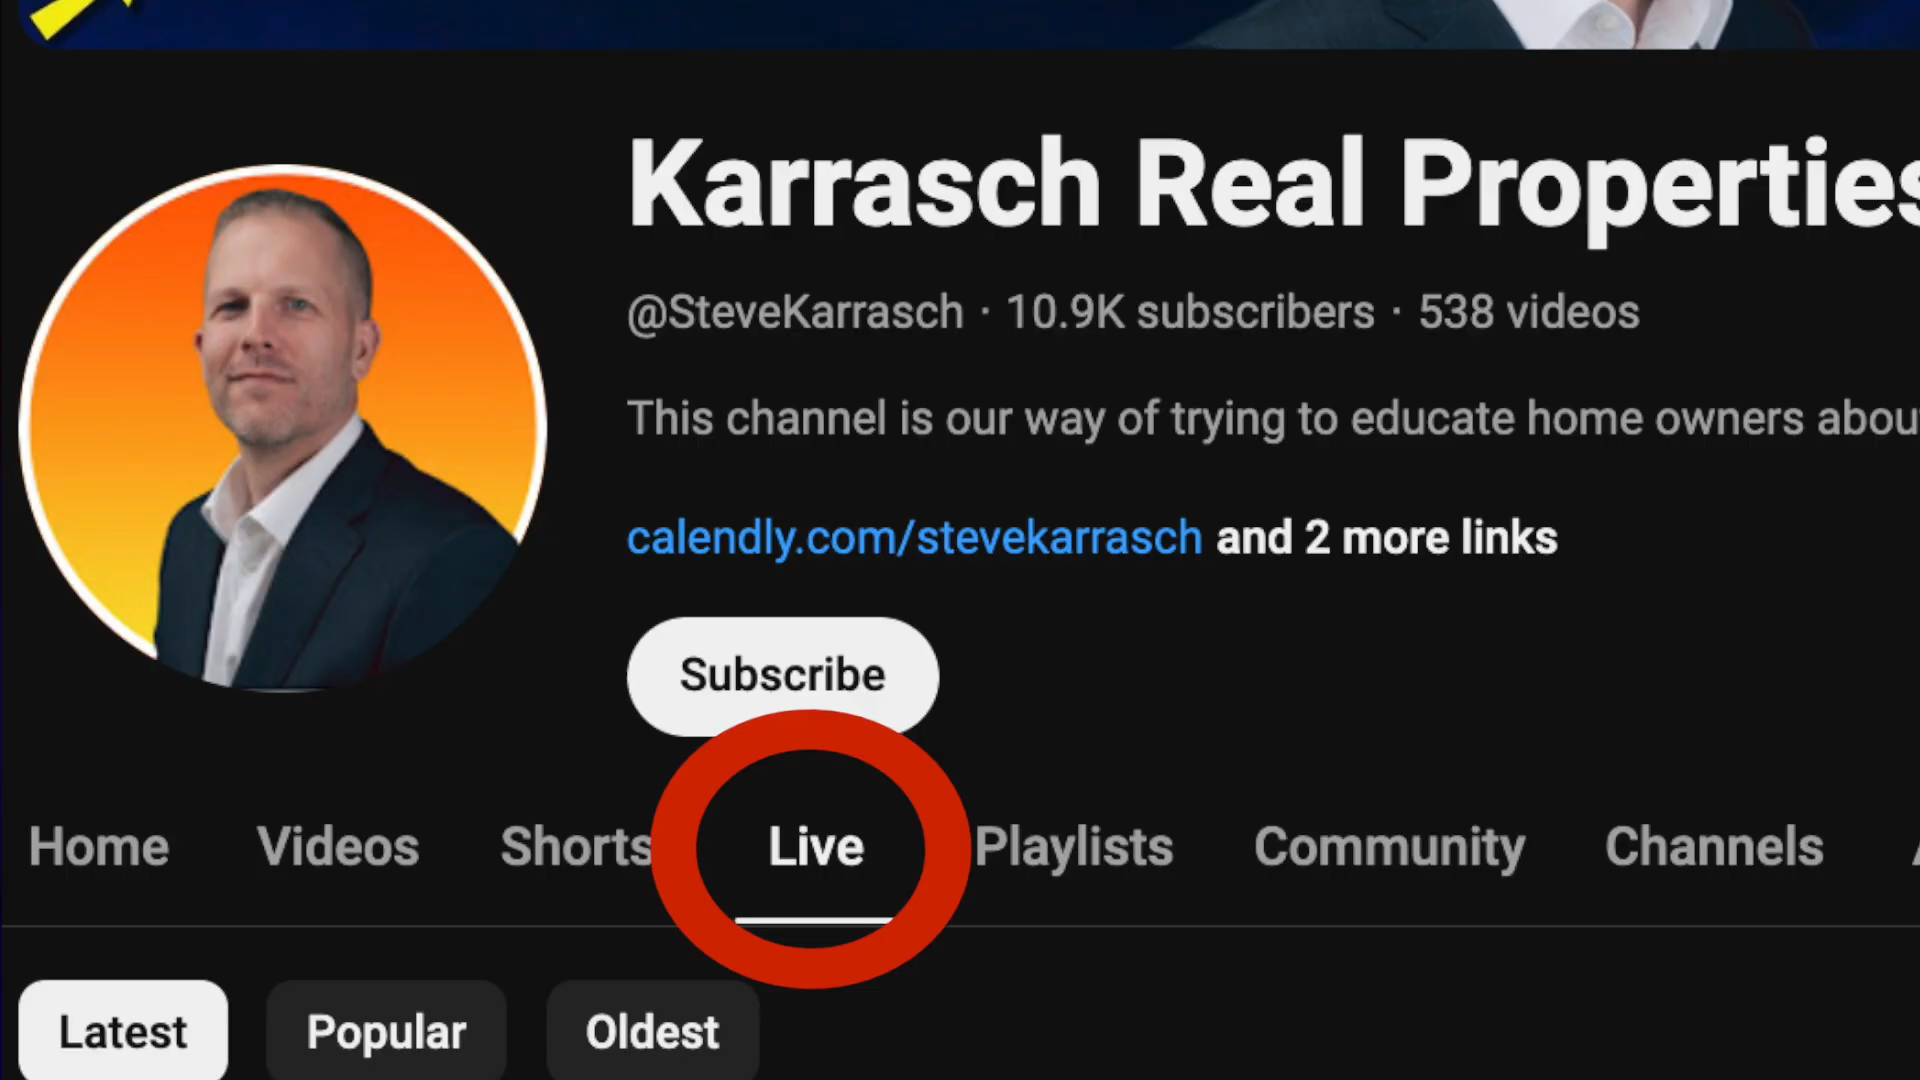 Karrasch Real Properties
@SteveKarrasch · 10.9K subscribers · 538 videos
This channel is our way of trying to educate home owners abou
calendly.com/stevekarrasch and 2 more links
Subscribe
Home Videos Shorts Live Playlists Community Channels
Latest Popular Oldest